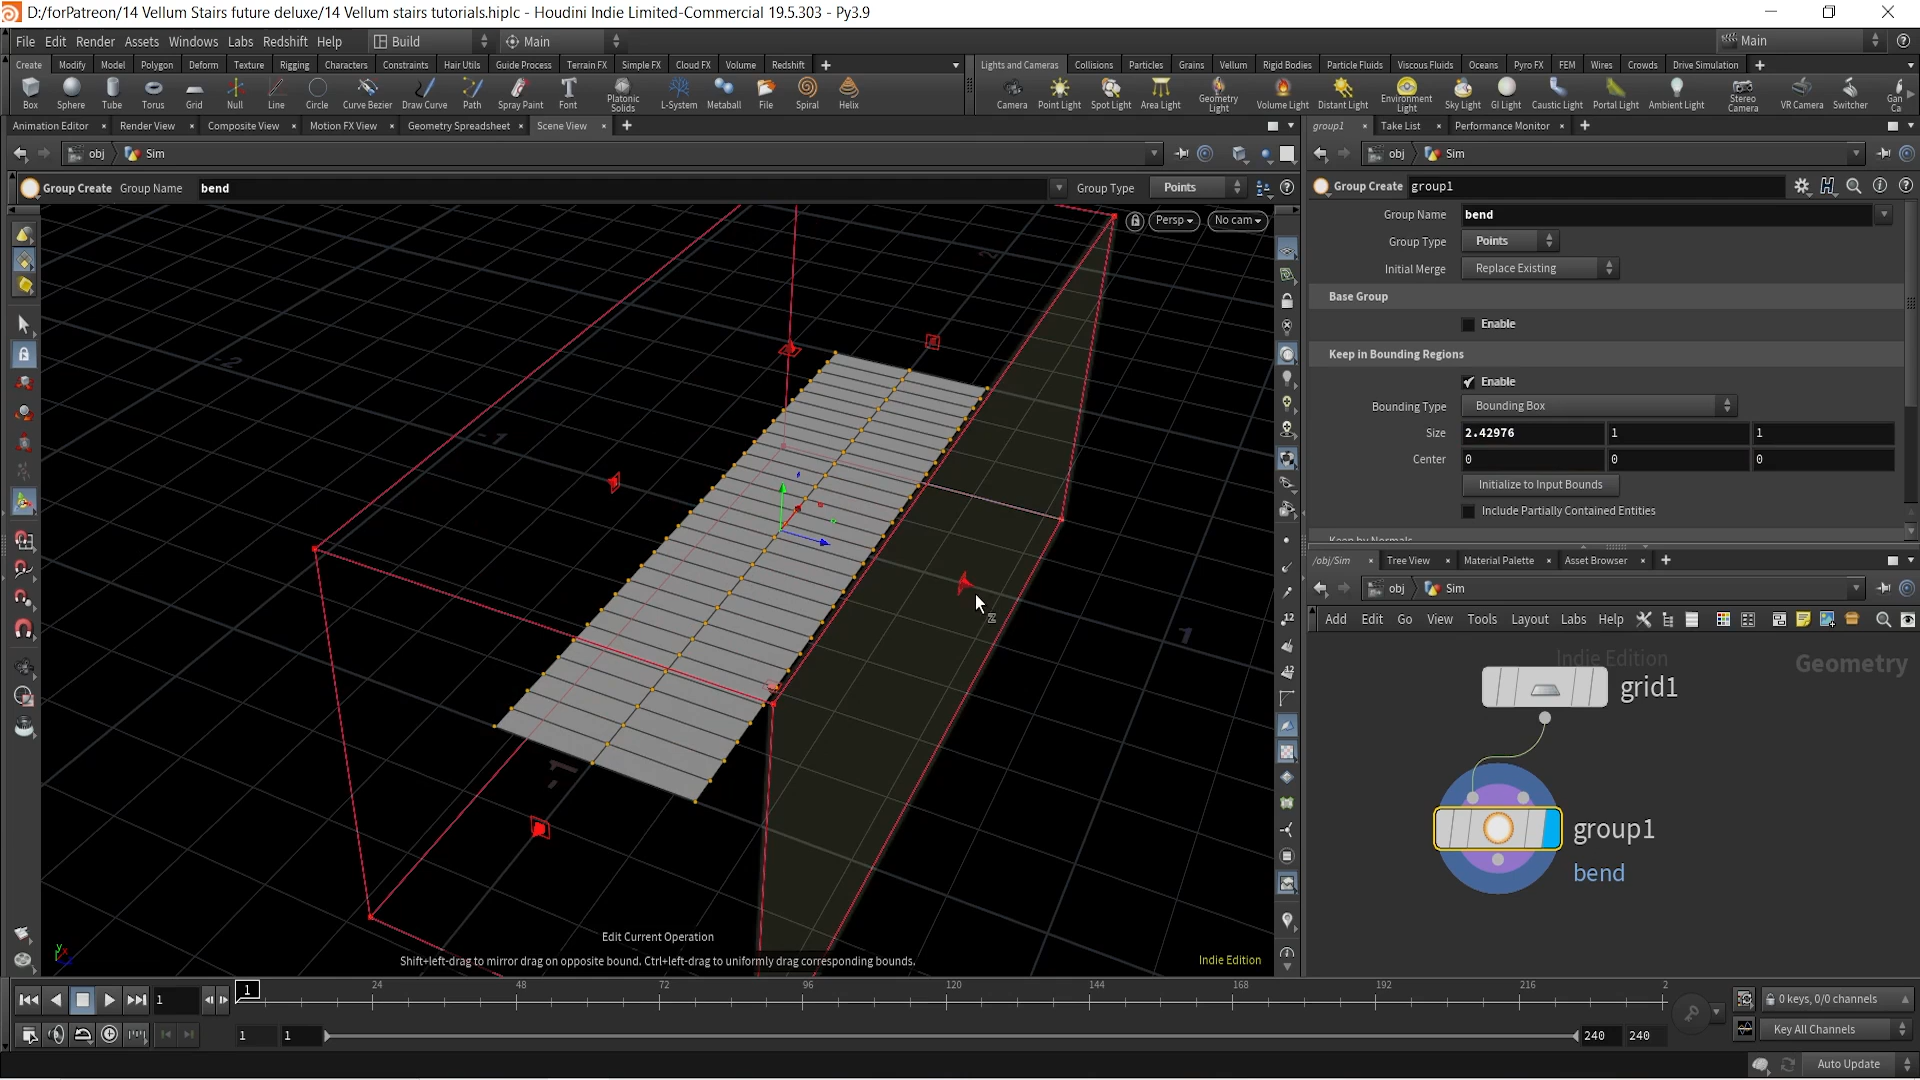 D:/forPatreon/14 Vellum Stairs future deluxe/14 Vellum stairs tutorials.hiplc - Houdini Indie Limited-Commercial 19.5.303 - Py3.9
File Edit Render Assets Windows Labs Redshift Help Build Main Main
Create Modify Model Polygon Deform Texture Rigging Characters Constraints Hair Utils Guide Process Terrain FX Simple FX Cloud FX Volume Redshift
Lights and Cameras Collisions Particles Grains Vellum Rigid Bodies Particle Fluids Viscous Fluids Oceans Pyro FX FEM Wires Crowds Drive Simulation
Box Sphere Tube Torus Grid Null Line Circle Curve Bezier Draw Curve Path Spray Paint Font Platonic Solids L-System Metaball File Spiral Helix
Camera Point Light Spot Light Area Light Geometry Light Volume Light Distant Light Environment Light Sky Light GI Light Caustic Light Portal Light Ambient Light Stereo Camera VR Camera Switcher Gan Ca
Animation Editor Render View Composite View Motion FX View Geometry Spreadsheet Scene View
group1 Take List Performance Monitor
obj Sim
obj Sim
Group Create Group Name bend Group Type Points
Group Create group1
Persp No cam
Group Name bend
Group Type Points
Initial Merge Replace Existing
Base Group
Enable
Keep in Bounding Regions
Enable
Bounding Type Bounding Box
Size 2.42976 1 1
Center 0 0 0
Initialize to Input Bounds
Include Partially Contained Entities
Keep by Normals
-2
-1
2
1
-1
/obj/Sim Tree View Material Palette Asset Browser
obj Sim
Add Edit Go View Tools Layout Labs Help
Indie Edition
Geometry
grid1
group1
bend
Edit Current Operation
Shift+left-drag to mirror drag on opposite bound. Ctrl+left-drag to uniformly drag corresponding bounds.
Indie Edition
1 1 24 48 72 96 120 144 168 192 216 2
0 keys, 0/0 channels
1 1 240 240
Key All Channels
Auto Update